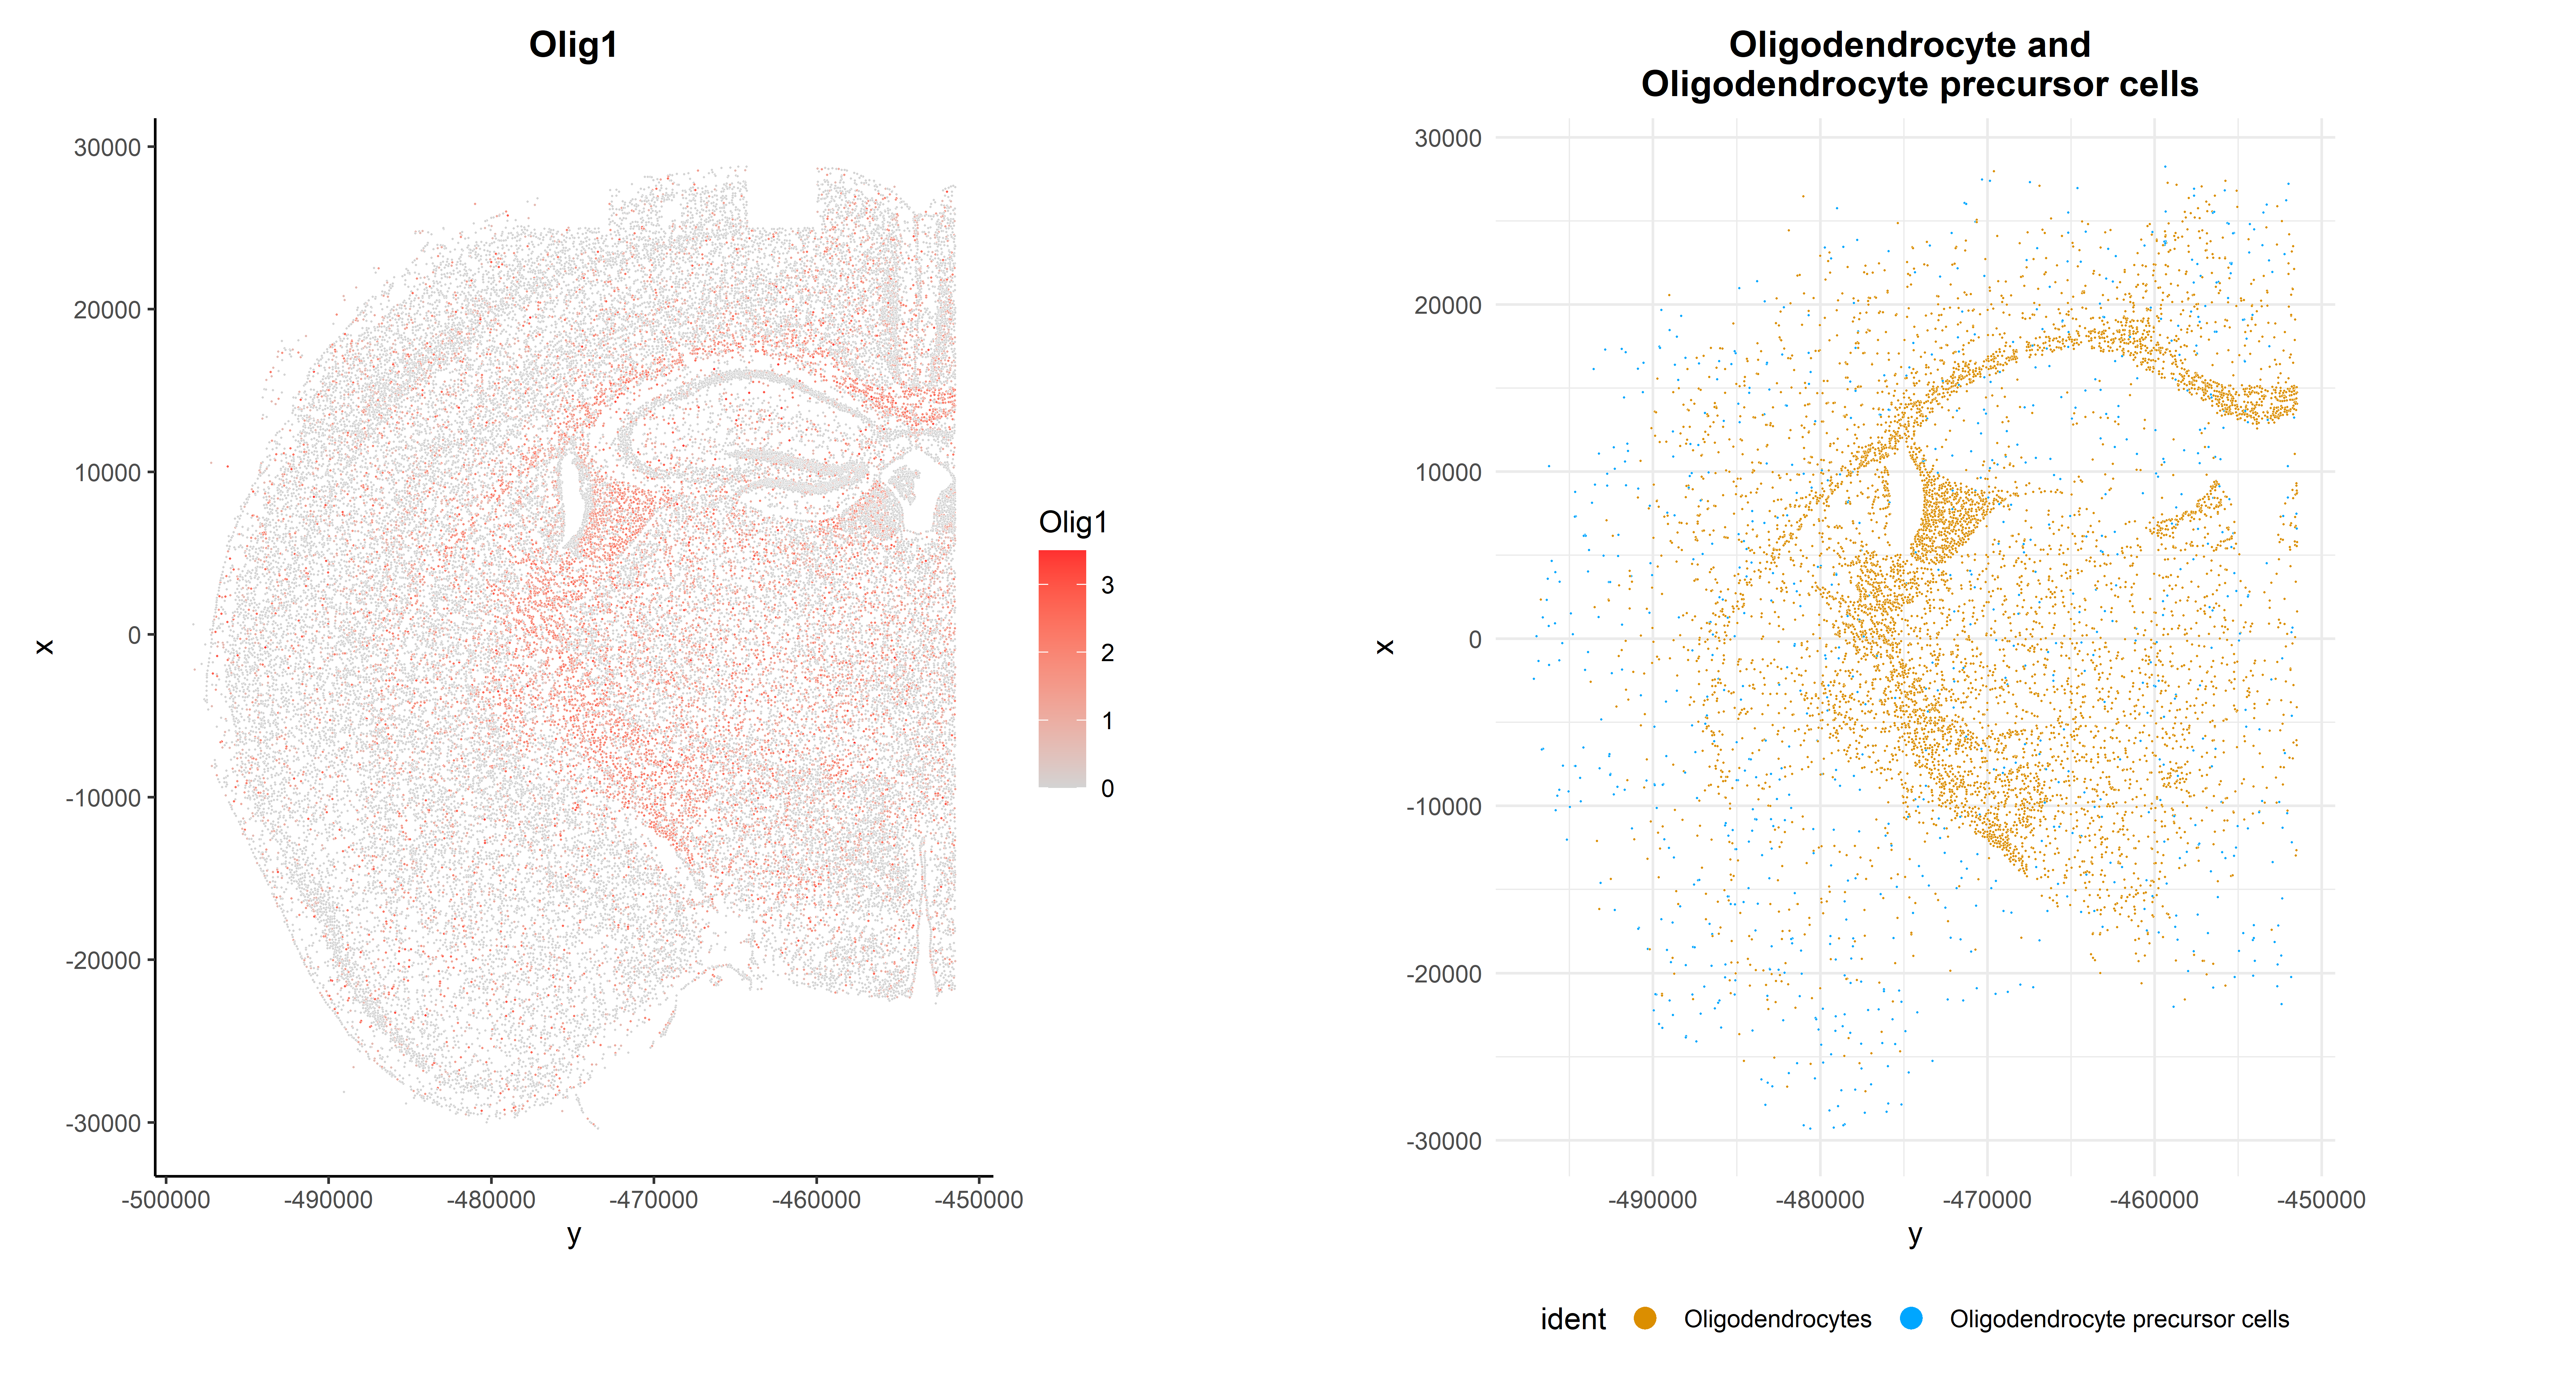 Olig1
30000
20000
10000
0
-10000
-20000
-30000
x
-500000 -490000 -480000 -470000 -460000 -450000
y
Olig1
3
2
1
0
Oligodendrocyte and
Oligodendrocyte precursor cells
30000
20000
10000
0
-10000
-20000
-30000
x
-490000 -480000 -470000 -460000 -450000
y
ident Oligodendrocytes Oligodendrocyte precursor cells